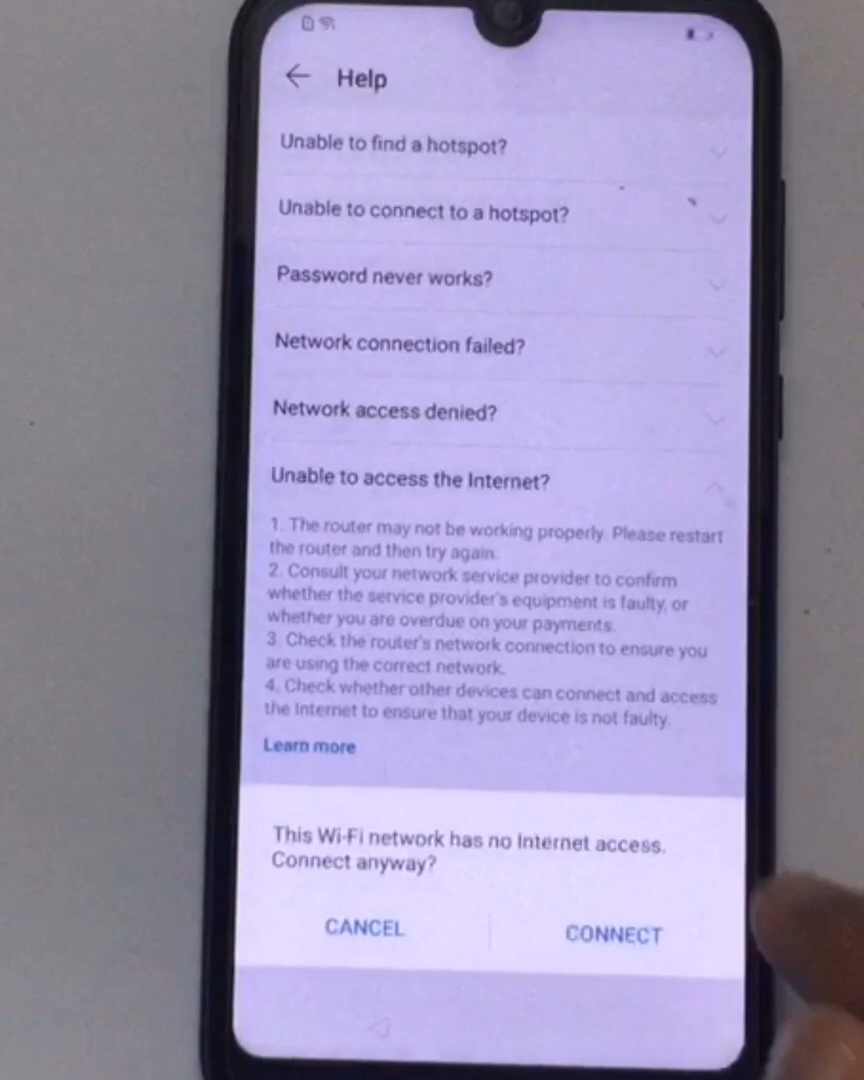 Help
Unable to find a hotspot?
Unable to connect to a hotspot?
Password never works?
Network connection failed?
Network access denied?
Unable to access the Internet?
1. The router may not be working properly. Please restart
the router and then try again.
2. Consult your network service provider to confirm
whether the service provider's equipment is faulty, or
whether you are overdue on your payments.
3. Check the router's network connection to ensure you
are using the correct network.
4. Check whether other devices can connect and access
the Internet to ensure that your device is not faulty.
Learn more
This Wi-Fi network has no Internet access.
Connect anyway?
CANCEL
CONNECT